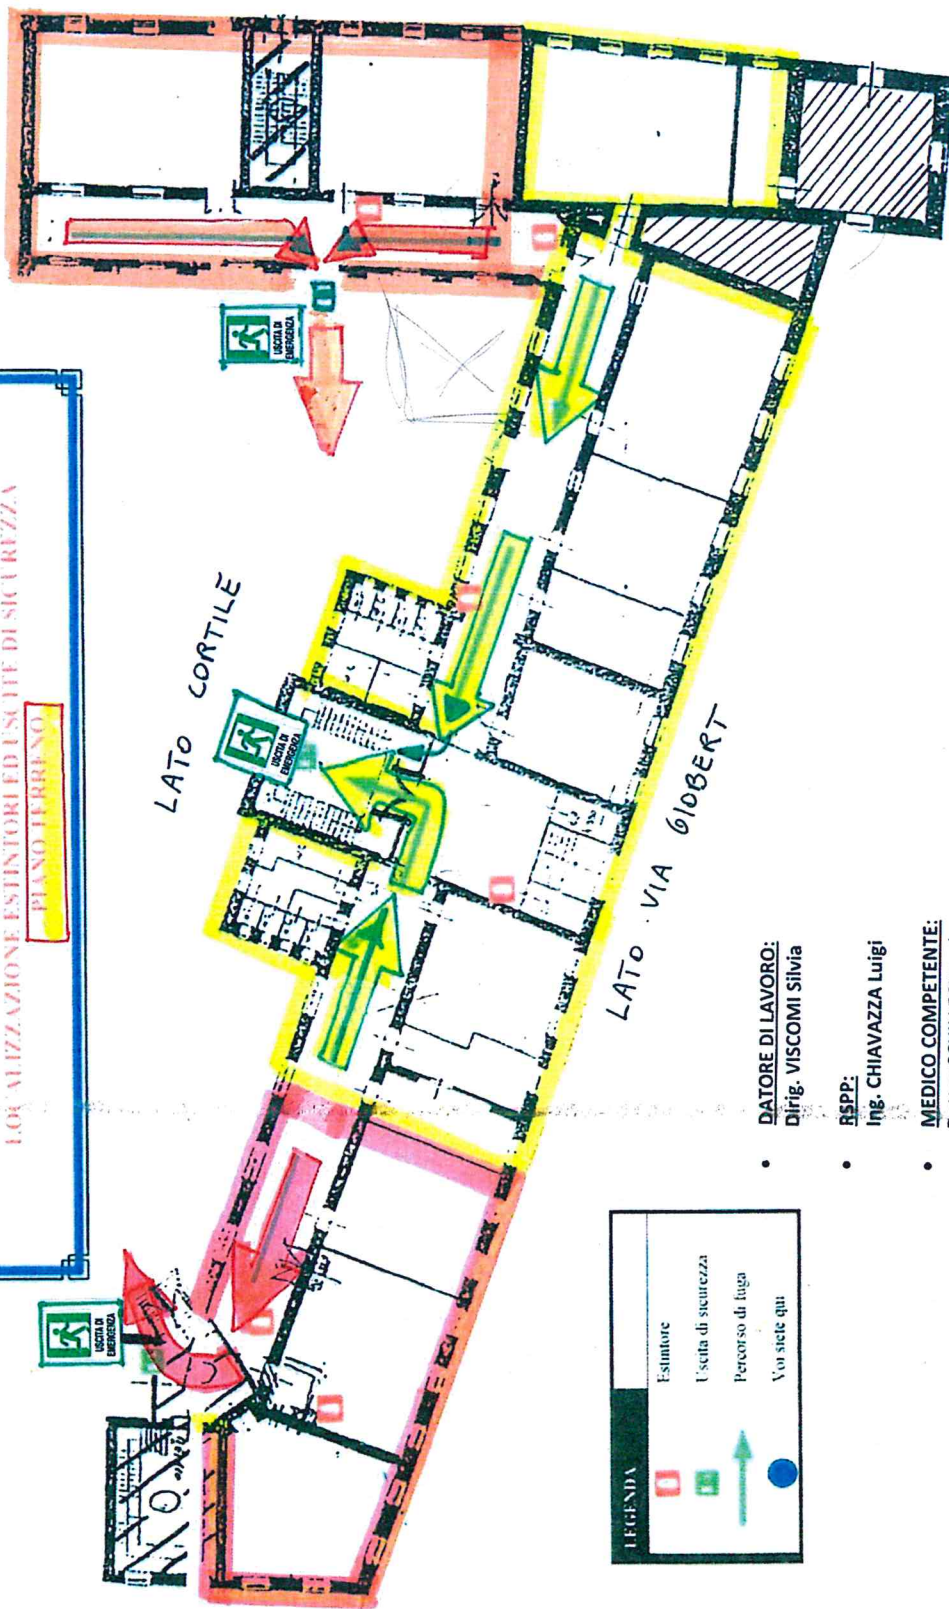 LOCALIZZAZIONE ESTINTORI ED USCITE DI SICUREZZA
PIANO TERRENO
LATO CORTILE
USCITA DI
EMERGENZA
USCITA DI
EMERGENZA
USCITA DI
EMERGENZA
LATO VIA GIOBERT
LEGENDA
Estintore
Uscita di sicurezza
Percorso di fuga
Voi siete qui
• DATORE DI LAVORO:
Dirig. VISCOMI Silvia
• RSPP:
Ing. CHIAVAZZA Luigi
• MEDICO COMPETENTE: